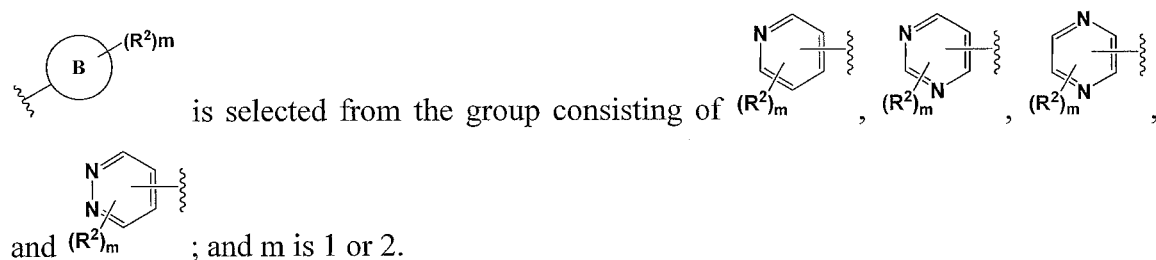 B (R²)m
is selected from the group consisting of N (R²)m , N N (R²)m , N N (R²)m ,
and N N (R²)m ; and m is 1 or 2.